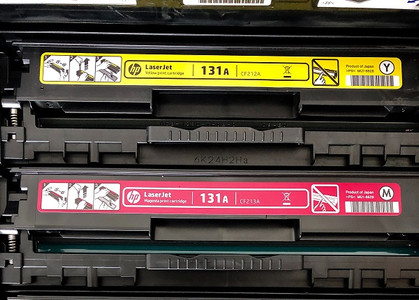 hp
LaserJet
Yellow print cartridge
131A
CF212A
Product of Japan
Y
6K24H2Ha
hp
LaserJet
Magenta print cartridge
131A
CF213A
Product of Japan
M